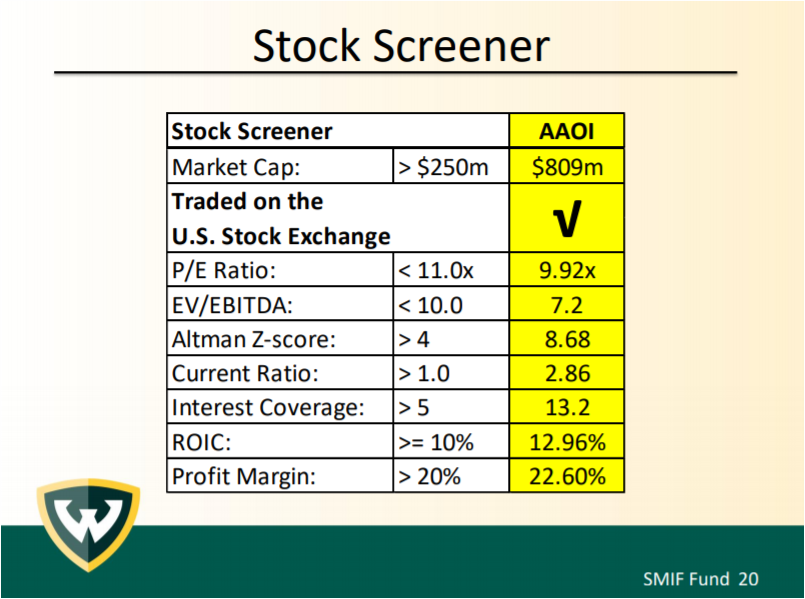 Stock Screener
Stock Screener AAOI
Market Cap: > $250m $809m
Traded on the
U.S. Stock Exchange √
P/E Ratio: < 11.0x 9.92x
EV/EBITDA: < 10.0 7.2
Altman Z-score: > 4 8.68
Current Ratio: > 1.0 2.86
Interest Coverage: > 5 13.2
ROIC: >= 10% 12.96%
Profit Margin: > 20% 22.60%
W
SMIF Fund 20